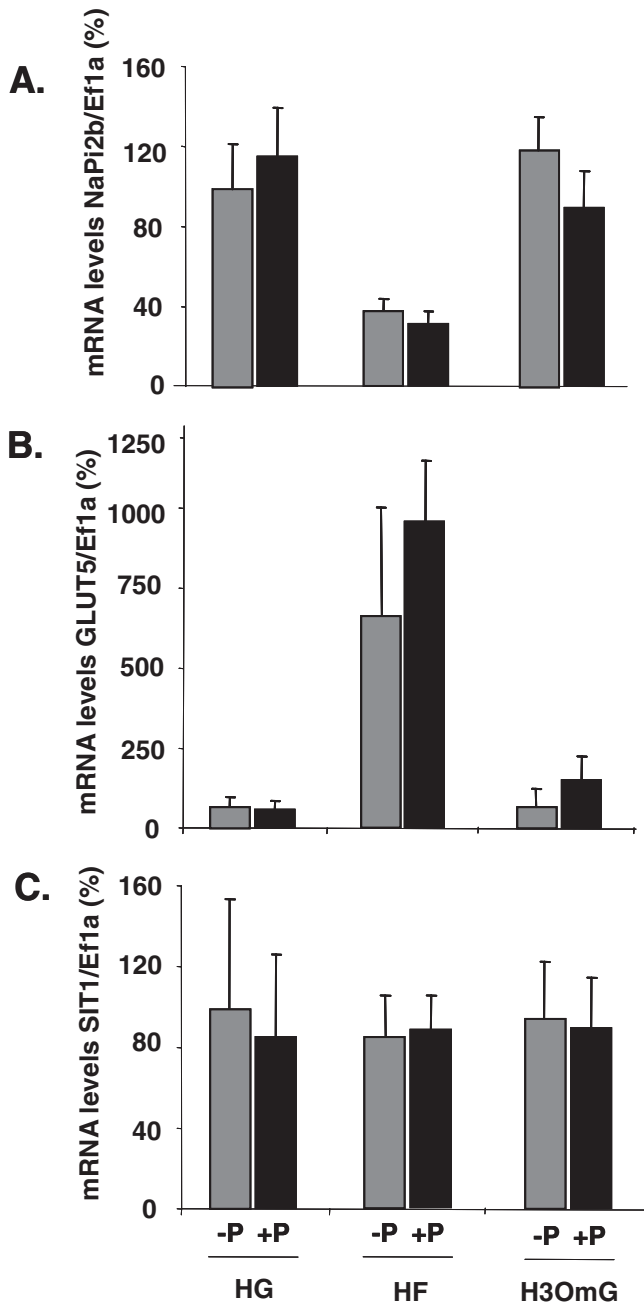 A.
mRNA levels NaPi2b/Ef1a (%)
160
120
80
40
0
B.
mRNA levels GLUT5/Ef1a (%)
1250
1000
750
500
250
0
C.
mRNA levels SIT1/Ef1a (%)
160
120
80
40
0
-P +P -P +P -P +P
HG HF H3OmG